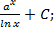 a^x / ln x + C;